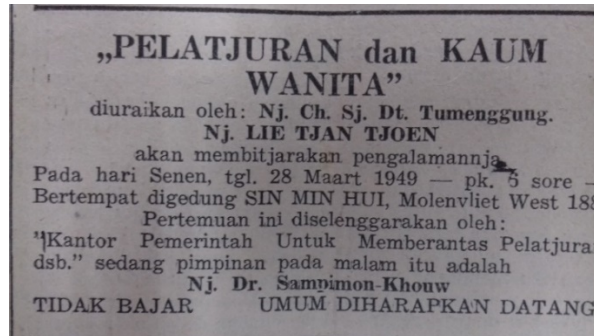 „PELATJURAN dan KAUM
WANITA”
diuraikan oleh: Nj. Ch. Sj. Dt. Tumenggung.
Nj. LIE TJAN TJOEN
akan membitjarakan pengalamannja
Pada hari Senen, tgl. 28 Maart 1949 — pk. 5 sore —
Bertempat digedung SIN MIN HUI, Molenvliet West 188
Pertemuan ini diselenggarakan oleh:
"Kantor Pemerintah Untuk Memberantas Pelatjura
dsb." sedang pimpinan pada malam itu adalah
Nj. Dr. Sampimon-Khouw
TIDAK BAJAR UMUM DIHARAPKAN DATANG